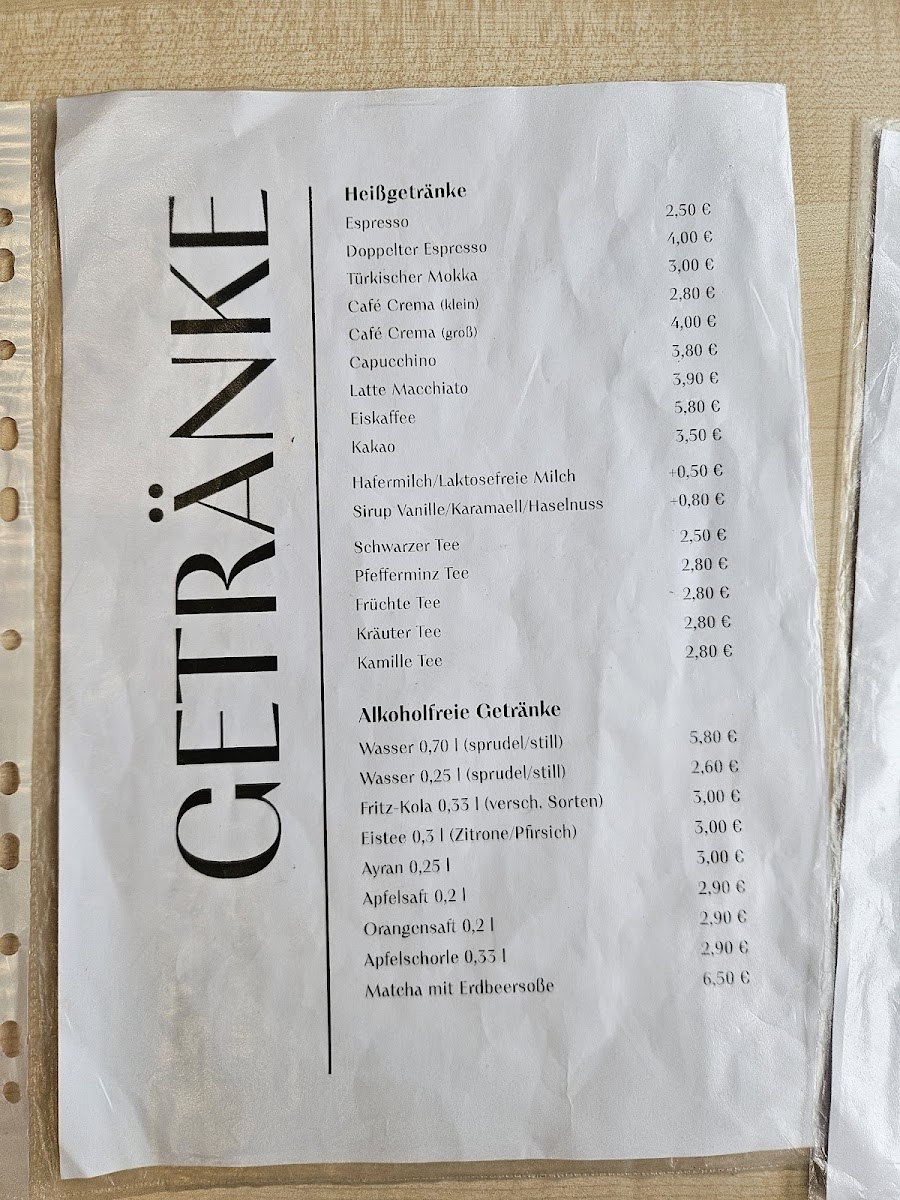 GETRÄNKE
Heißgetränke
Espresso 2,50 €
Doppelter Espresso 4,00 €
Türkischer Mokka 3,00 €
Café Crema (klein) 2,80 €
Café Crema (groß) 4,00 €
Capucchino 3,80 €
Latte Macchiato 3,90 €
Eiskaffee 5,80 €
Kakao 3,50 €
Hafermilch/Laktosefreie Milch +0,50 €
Sirup Vanille/Karamaell/Haselnuss +0,80 €
Schwarzer Tee 2,50 €
Pfefferminz Tee 2,80 €
Früchte Tee 2,80 €
Kräuter Tee 2,80 €
Kamille Tee 2,80 €
Alkoholfreie Getränke
Wasser 0,70 l (sprudel/still) 5,80 €
Wasser 0,25 l (sprudel/still) 2,60 €
Fritz-Kola 0,33 l (versch. Sorten) 3,00 €
Eistee 0,3 l (Zitrone/Pfirsich) 3,00 €
Ayran 0,25 l 3,00 €
Apfelsaft 0,2 l 2,90 €
Orangensaft 0,2 l 2,90 €
Apfelschorle 0,33 l 2,90 €
Matcha mit Erdbeersoße 6,50 €